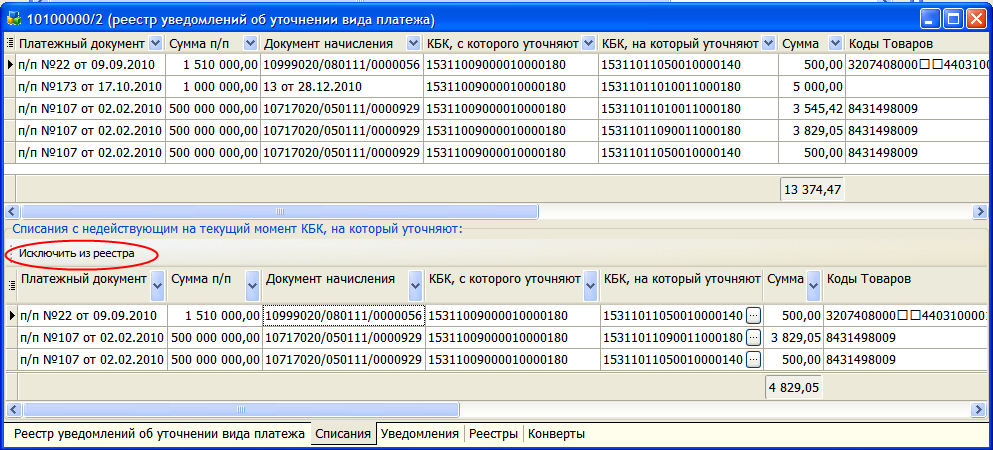 10100000/2 (реестр уведомлений об уточнении вида платежа)
Платежный документ Сумма п/п Документ начисления КБК, с которого уточняют КБК, на который уточняют Сумма Коды Товаров
п/п №22 от 09.09.2010 1 510 000,00 10999020/080111/0000056 15311009000010000180 15311011050010000140 500,00 3207408000□□4403100
п/п №173 от 17.10.2010 1 000 000,00 13 от 28.12.2010 15311009000010000180 15311011010011000180 5 000,00
п/п №107 от 02.02.2010 500 000 000,00 10717020/050111/0000929 15311009000010000180 15311011010011000180 3 545,42 8431498009
п/п №107 от 02.02.2010 500 000 000,00 10717020/050111/0000929 15311009000010000180 15311011090011000180 3 829,05 8431498009
п/п №107 от 02.02.2010 500 000 000,00 10717020/050111/0000929 15311009000010000180 15311011050010000140 500,00 8431498009
13 374,47
Списания с недействующим на текущий момент КБК, на который уточняют:
Исключить из реестра
Платежный документ Сумма п/п Документ начисления КБК, с которого уточняют КБК, на который уточняют Сумма Коды Товаров
п/п №22 от 09.09.2010 1 510 000,00 10999020/080111/0000056 15311009000010000180 15311011050010000140 ... 500,00 3207408000□□440310000
п/п №107 от 02.02.2010 500 000 000,00 10717020/050111/0000929 15311009000010000180 15311011090011000180 ... 3 829,05 8431498009
п/п №107 от 02.02.2010 500 000 000,00 10717020/050111/0000929 15311009000010000180 15311011050010000140 ... 500,00 8431498009
4 829,05
Реестр уведомлений об уточнении вида платежа Списания Уведомления Реестры Конверты